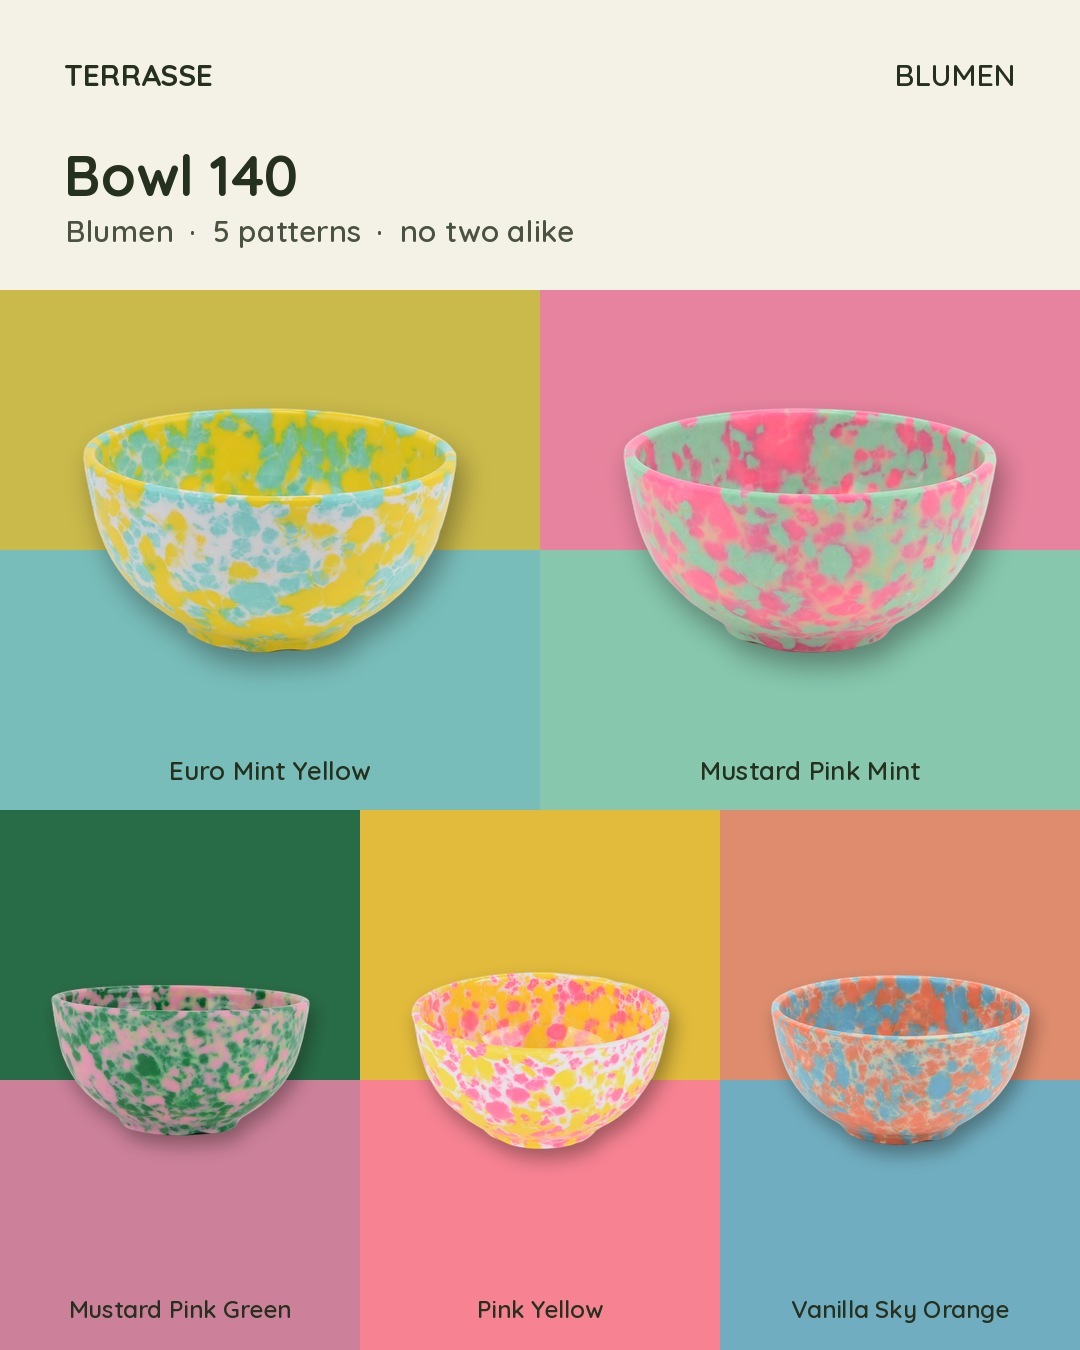 TERRASSE
BLUMEN
Bowl 140
Blumen · 5 patterns · no two alike
Euro Mint Yellow
Mustard Pink Mint
Mustard Pink Green
Pink Yellow
Vanilla Sky Orange